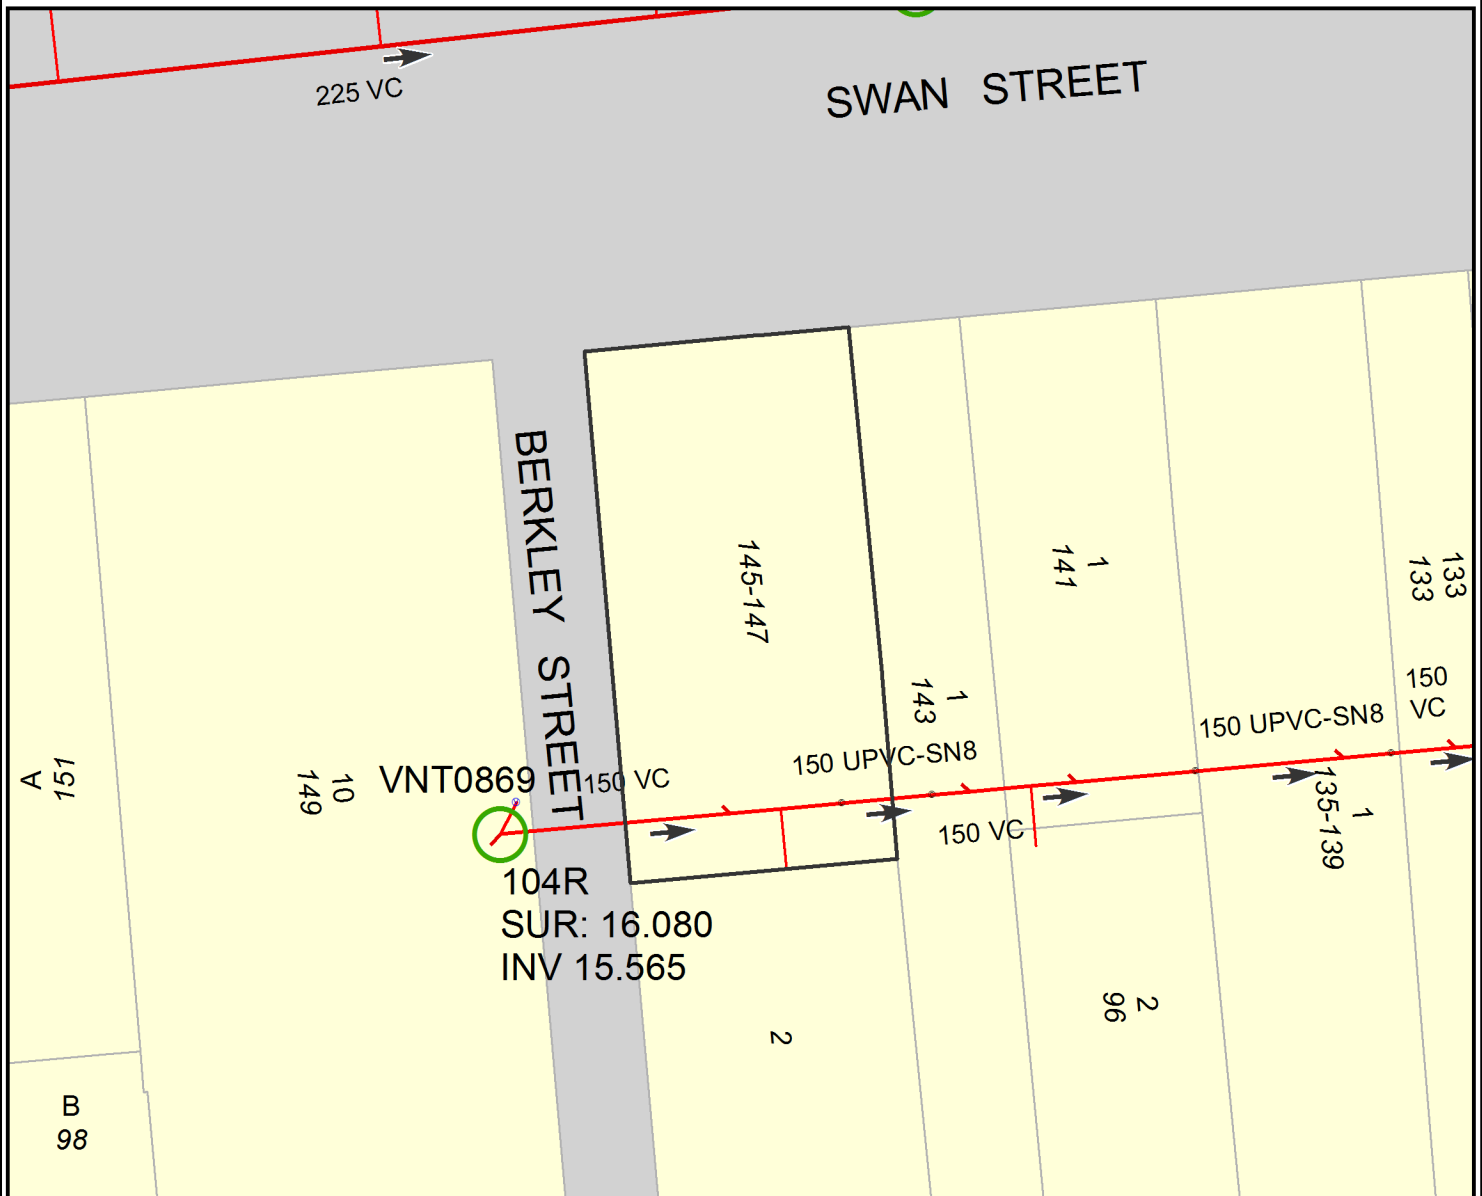 225 VC
SWAN STREET
BERKLEY STREET
145-147
1
141
133
133
1
143
150
VC
150 UPVC-SN8
150 UPVC-SN8
150 VC
VNT0869
A
151
10
149
1
135-139
150 VC
104R
SUR: 16.080
INV 15.565
2
96
2
B
98